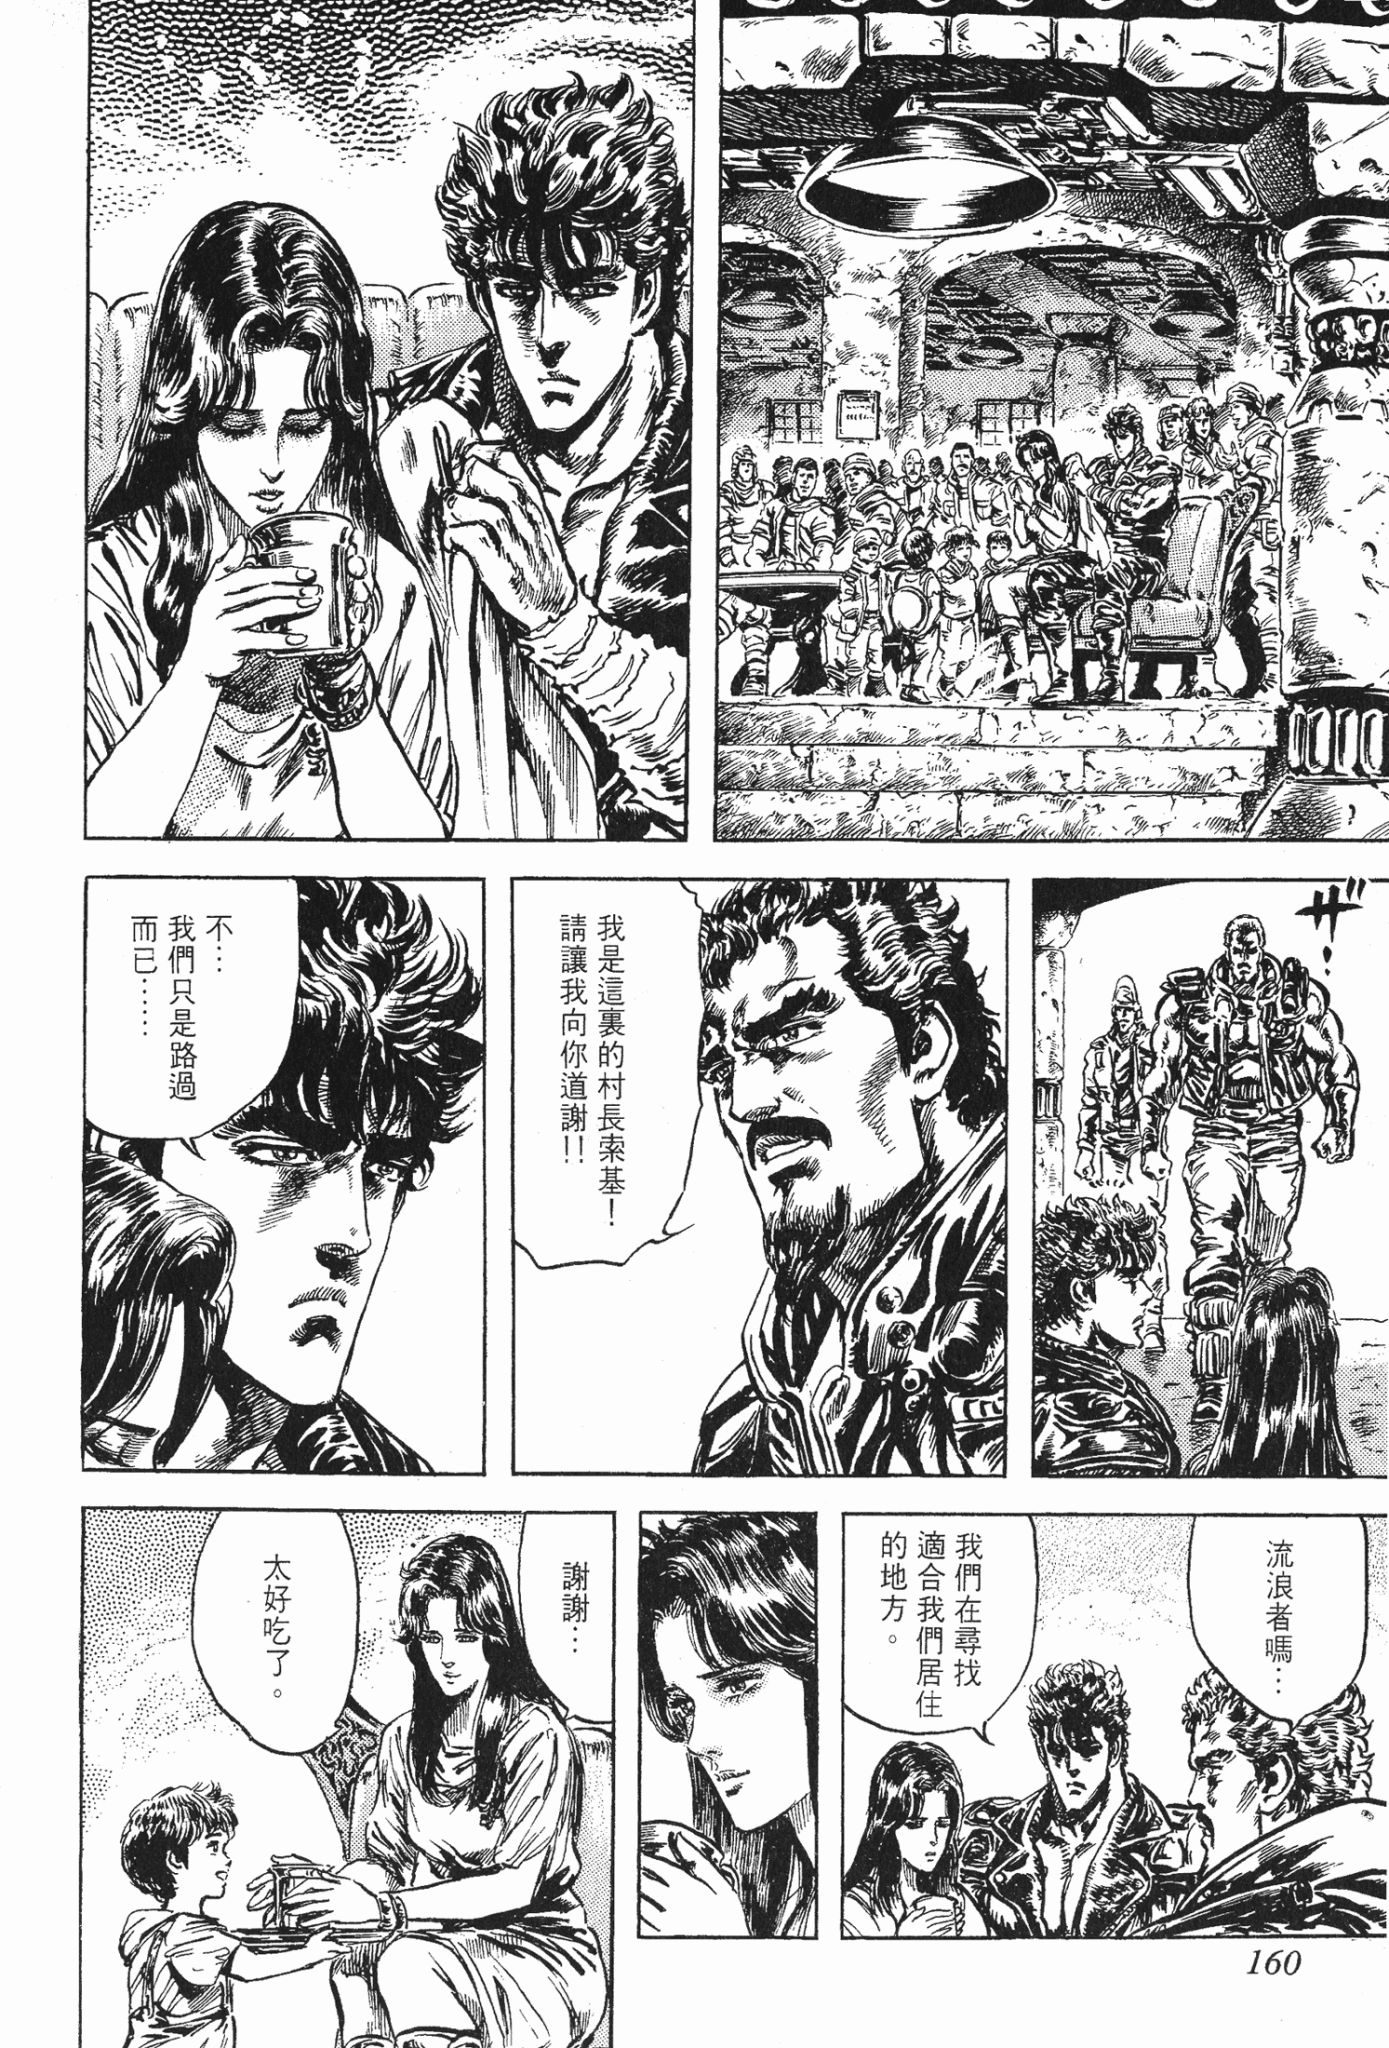 ザッ!
我是這裏的村長索基！
請讓我向你道謝!!
不…
我們只是路過
而已……
流浪者嗎…
我們在尋找
適合我們居住
的地方。
謝謝…
太好吃了。
160